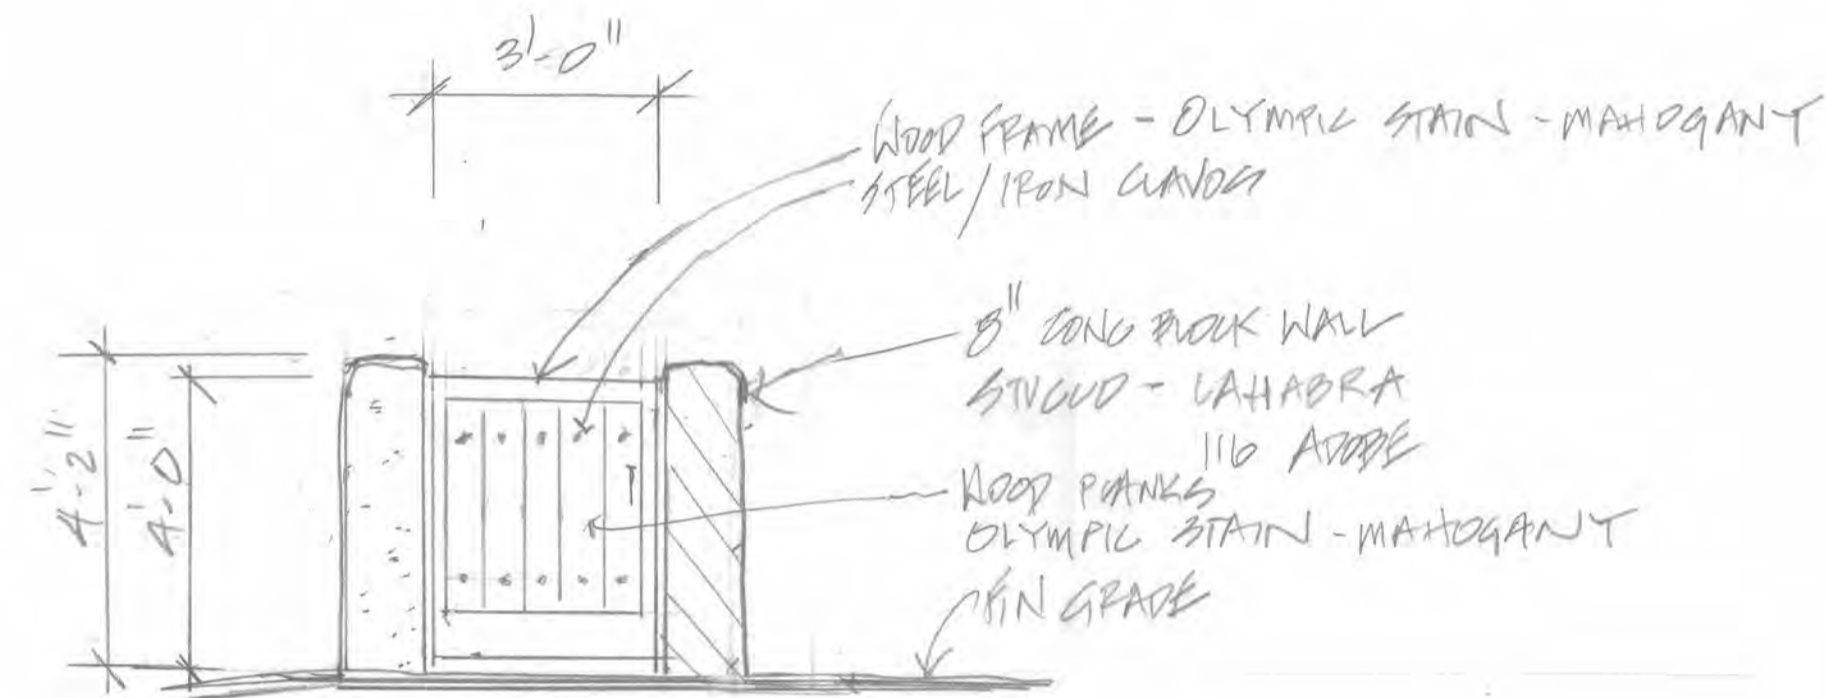 3'-0"
WOOD FRAME - OLYMPIC STAIN - MAHOGANY
STEEL/IRON CLAVOS
8" CONC BLOCK WALL
STUCCO - LAHABRA
116 ADOBE
WOOD PLANKS
OLYMPIC STAIN - MAHOGANY
FIN GRADE
4'-2"
4'-0"